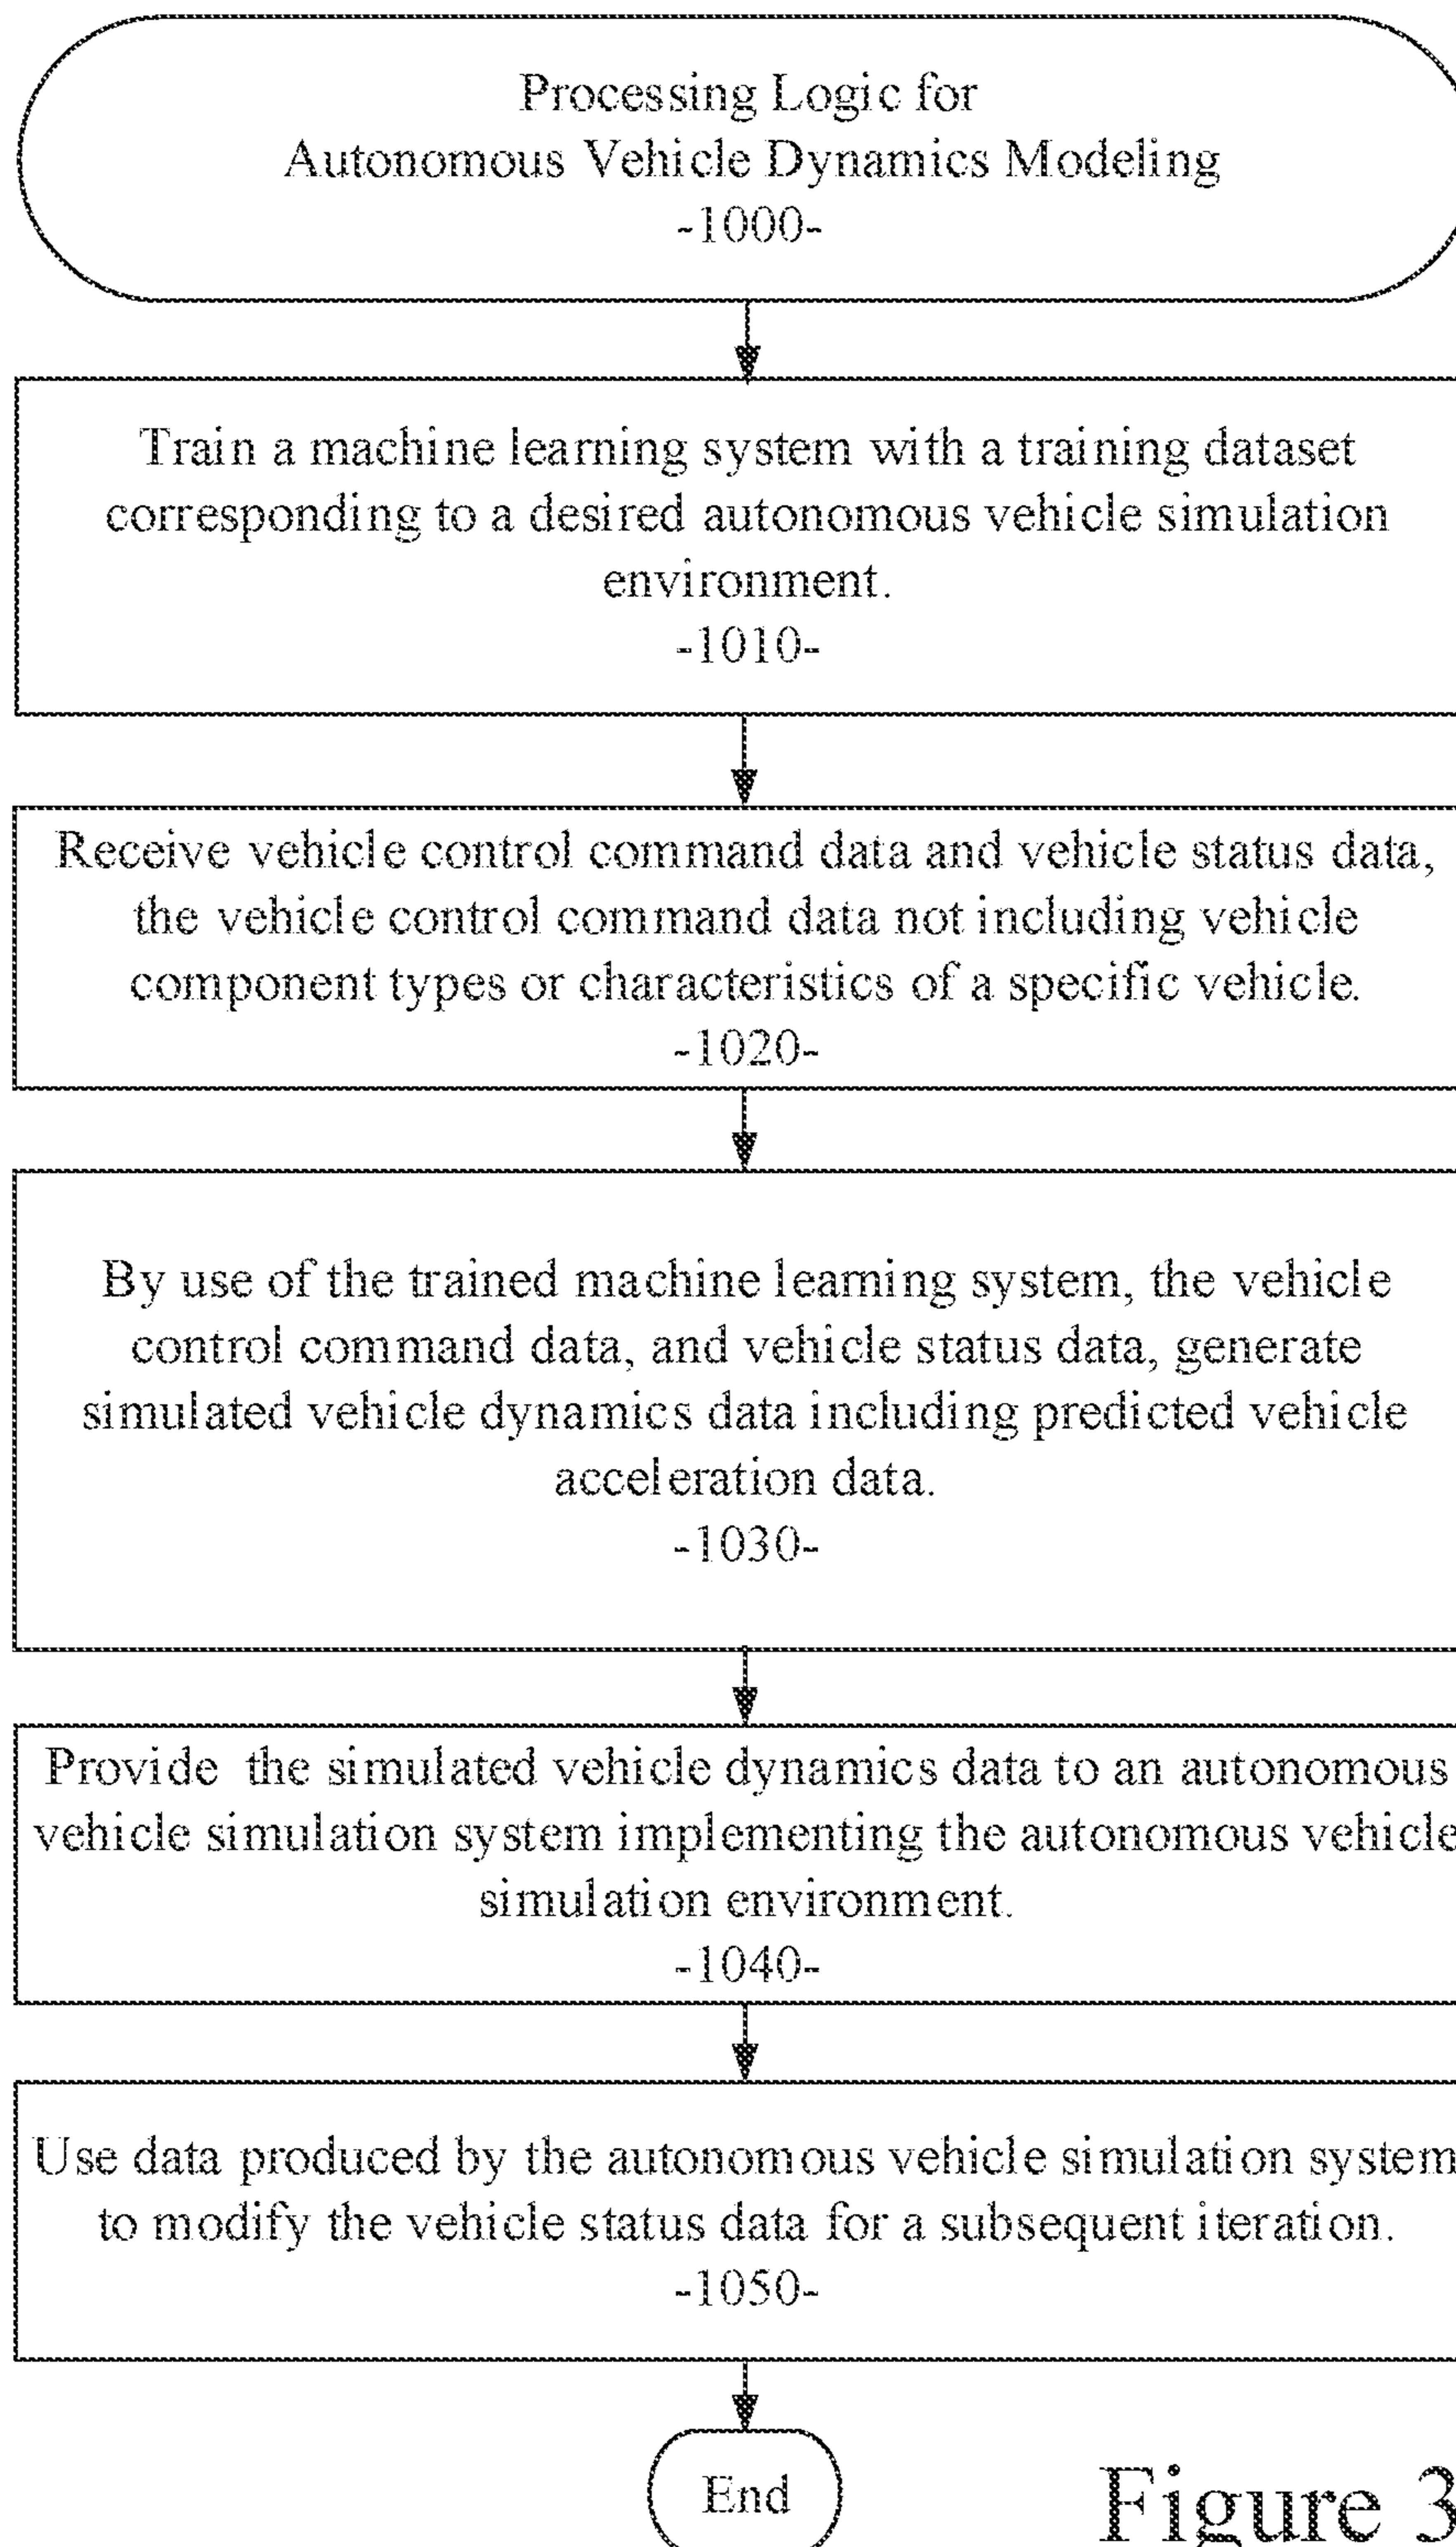 Processing Logic for
Autonomous Vehicle Dynamics Modeling
-1000-
Train a machine learning system with a training dataset
corresponding to a desired autonomous vehicle simulation
environment.
-1010-
Receive vehicle control command data and vehicle status data,
the vehicle control command data not including vehicle
component types or characteristics of a specific vehicle.
-1020-
By use of the trained machine learning system, the vehicle
control command data, and vehicle status data, generate
simulated vehicle dynamics data including predicted vehicle
acceleration data.
-1030-
Provide the simulated vehicle dynamics data to an autonomous
vehicle simulation system implementing the autonomous vehicle
simulation environment.
-1040-
Use data produced by the autonomous vehicle simulation system
to modify the vehicle status data for a subsequent iteration.
-1050-
End
Figure 3